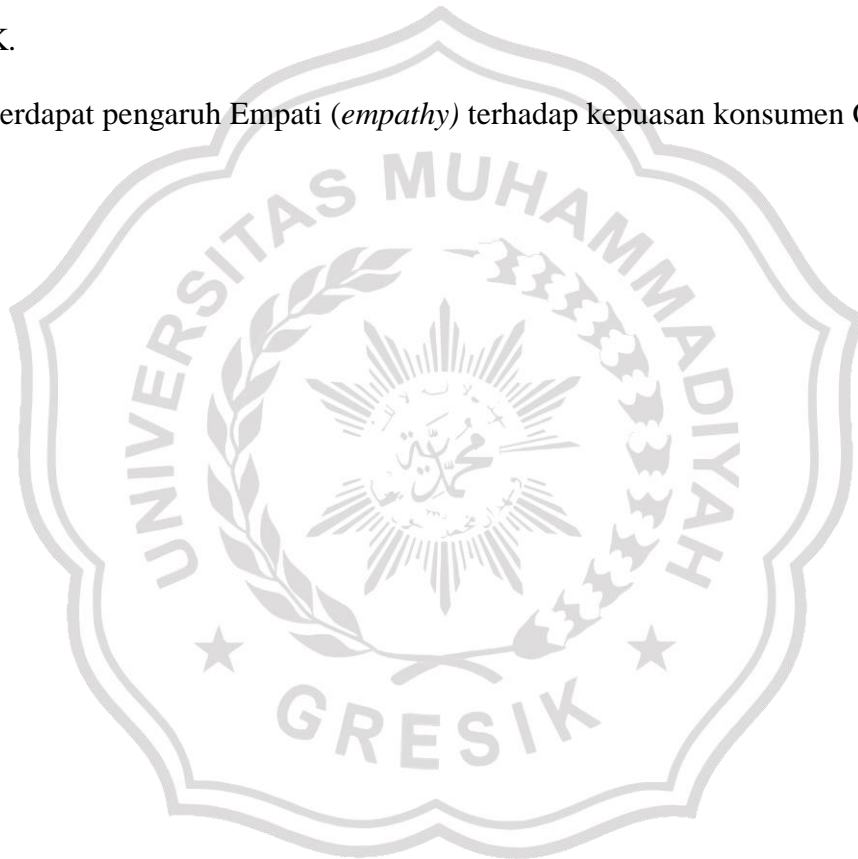 K.
erdapat pengaruh Empati (empathy) terhadap kepuasan konsumen
UNIVERSITAS MUHAMMADIYAH
GRESIK